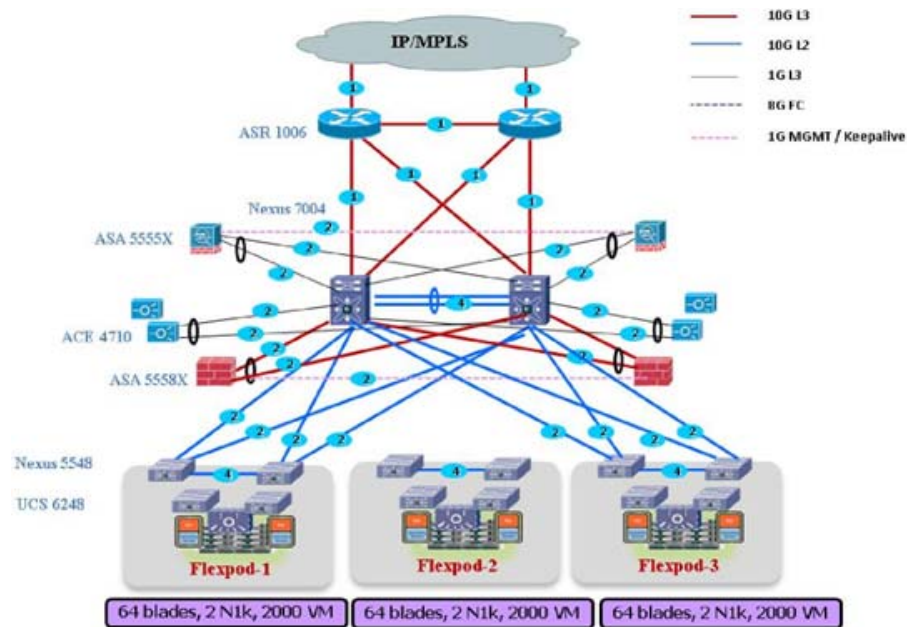 IP/MPLS
10G L3
10G L2
1G L3
8G FC
1G MGMT / Keepalive
1
1
ASR 1006
1
1
1
1
1
Nexus 7004
2
ASA 5555X
2
2
2
2
4
2
2
ACE 4710
2
2
2
2
2
ASA 5558X
2
2
2
2
2
2
2
2
2
2
Nexus 5548
4
4
4
UCS 6248
Flexpod-1
Flexpod-2
Flexpod-3
64 blades, 2 N1k, 2000 VM
64 blades, 2 N1k, 2000 VM
64 blades, 2 N1k, 2000 VM